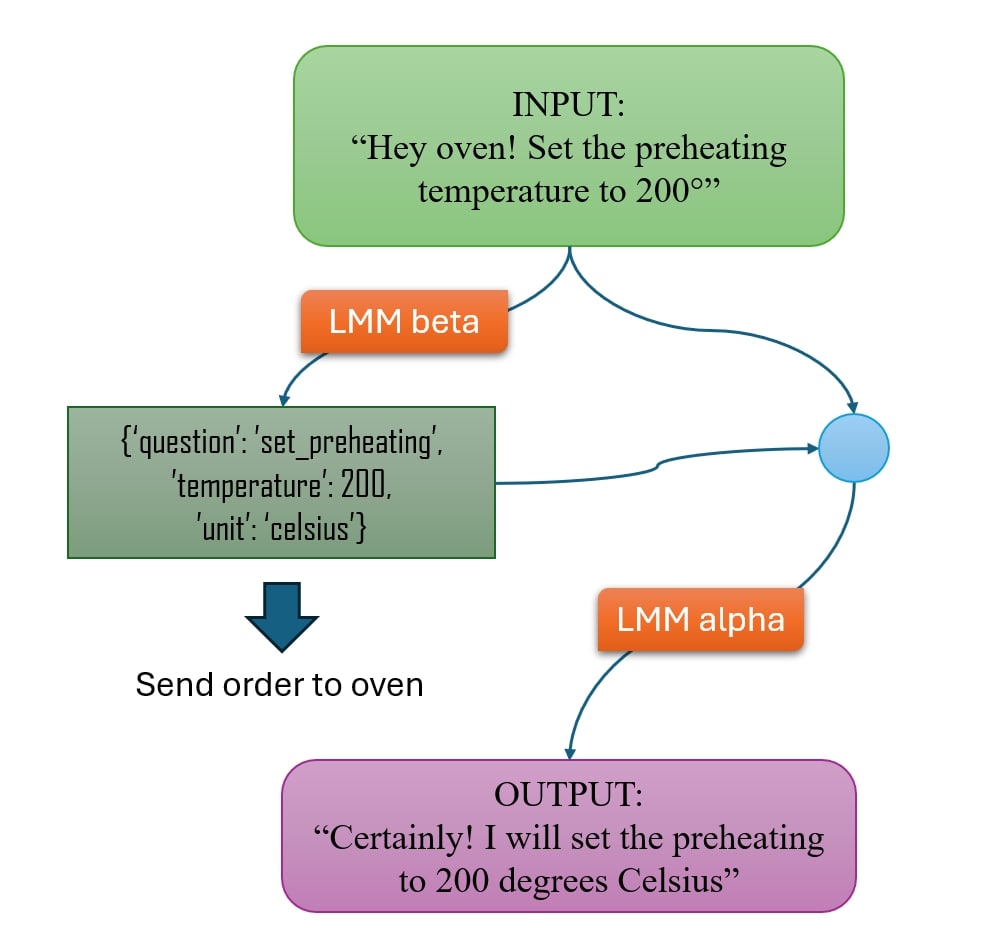 INPUT:
“Hey oven! Set the preheating
temperature to 200°”
LMM beta
{‘question’: ’set_preheating’,
’temperature’: 200,
’unit’: ‘celsius’}
Send order to oven
LMM alpha
OUTPUT:
“Certainly! I will set the preheating
to 200 degrees Celsius”